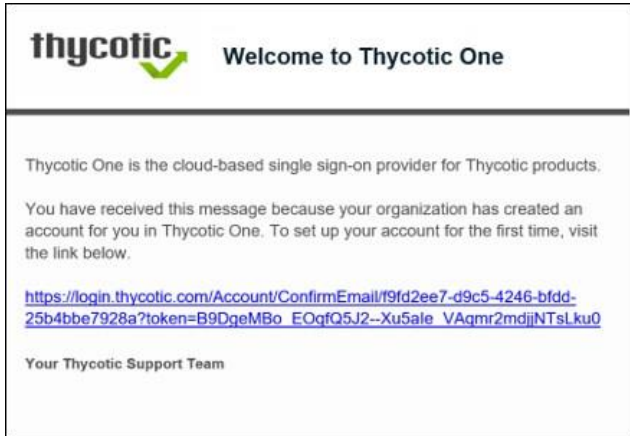 thycotic
Welcome to Thycotic One
Thycotic One is the cloud-based single sign-on provider for Thycotic products.
You have received this message because your organization has created an
account for you in Thycotic One. To set up your account for the first time, visit
the link below.
https://login.thycotic.com/Account/ConfirmEmail/f9fd2ee7-d9c5-4246-bfdd-
25b4bbe7928a?token=B9DgeMBo_EOqfQ5J2--Xu5aIe_VAqmr2mdjjNTsLku0
Your Thycotic Support Team